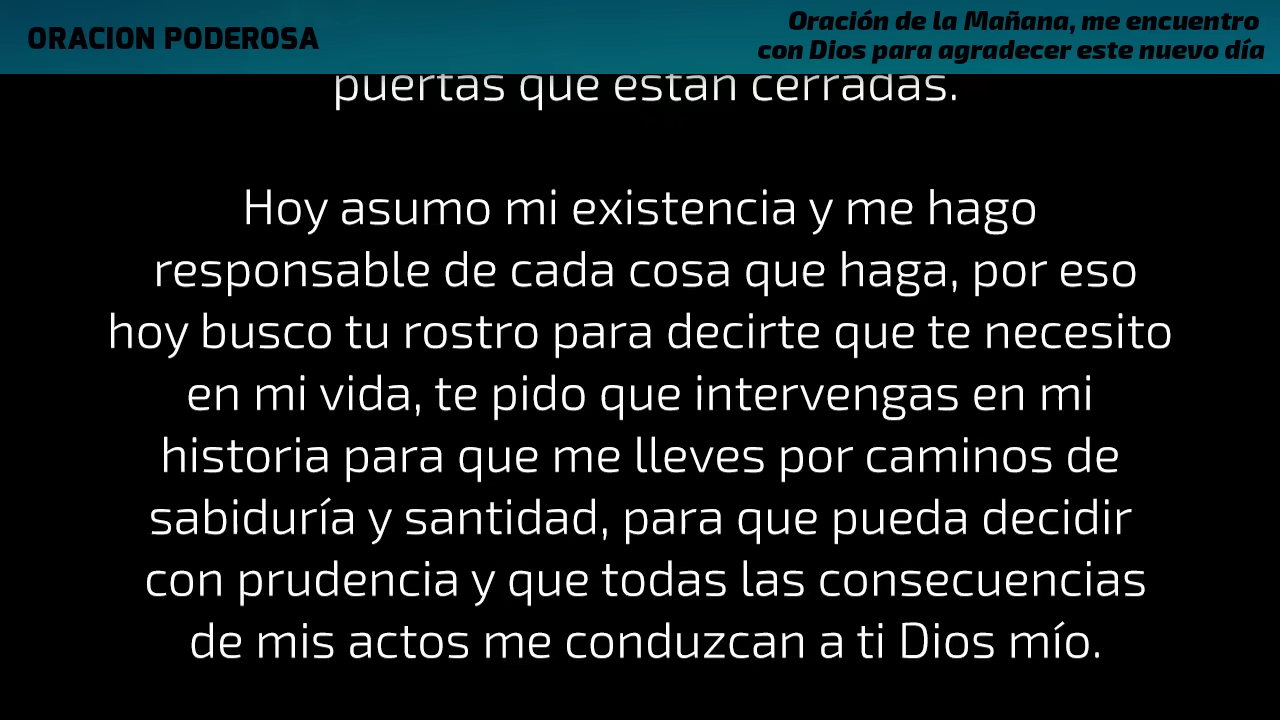 ORACION PODEROSA
Oración de la Mañana, me encuentro
con Dios para agradecer este nuevo día
puertas que están cerradas.
Hoy asumo mi existencia y me hago
responsable de cada cosa que haga, por eso
hoy busco tu rostro para decirte que te necesito
en mi vida, te pido que intervengas en mi
historia para que me lleves por caminos de
sabiduría y santidad, para que pueda decidir
con prudencia y que todas las consecuencias
de mis actos me conduzcan a ti Dios mío.